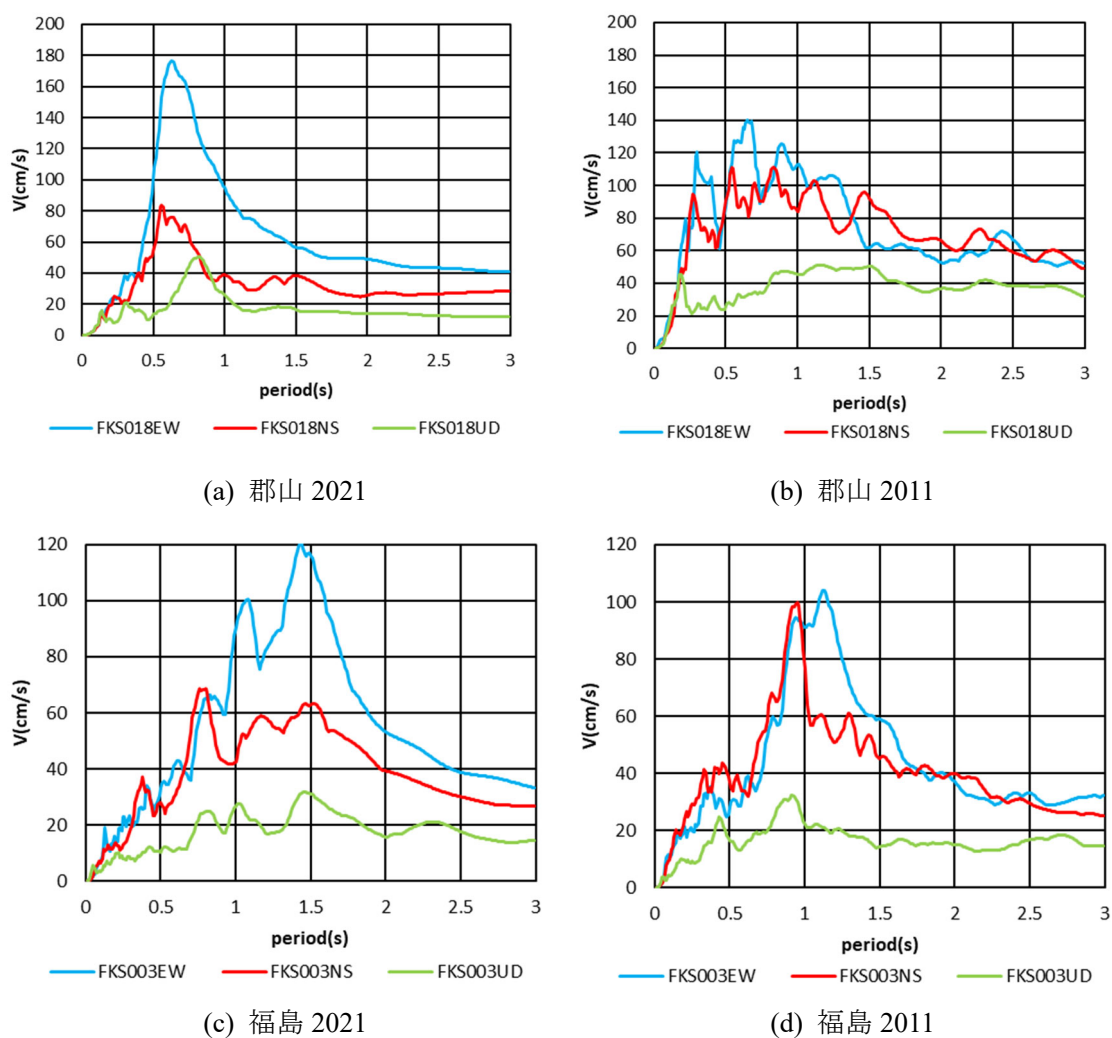 200
180
160
140
120
100
80
60
40
20
0
V(cm/s)
0 0.5 1 1.5 2 2.5 3
period(s)
FKS018EW FKS018NS FKS018UD
(a) 郡山 2021
200
180
160
140
120
100
80
60
40
20
0
V(cm/s)
0 0.5 1 1.5 2 2.5 3
period(s)
FKS018EW FKS018NS FKS018UD
(b) 郡山 2011
120
100
80
60
40
20
0
V(cm/s)
0 0.5 1 1.5 2 2.5 3
period(s)
FKS003EW FKS003NS FKS003UD
(c) 福島 2021
120
100
80
60
40
20
0
V(cm/s)
0 0.5 1 1.5 2 2.5 3
period(s)
FKS003EW FKS003NS FKS003UD
(d) 福島 2011